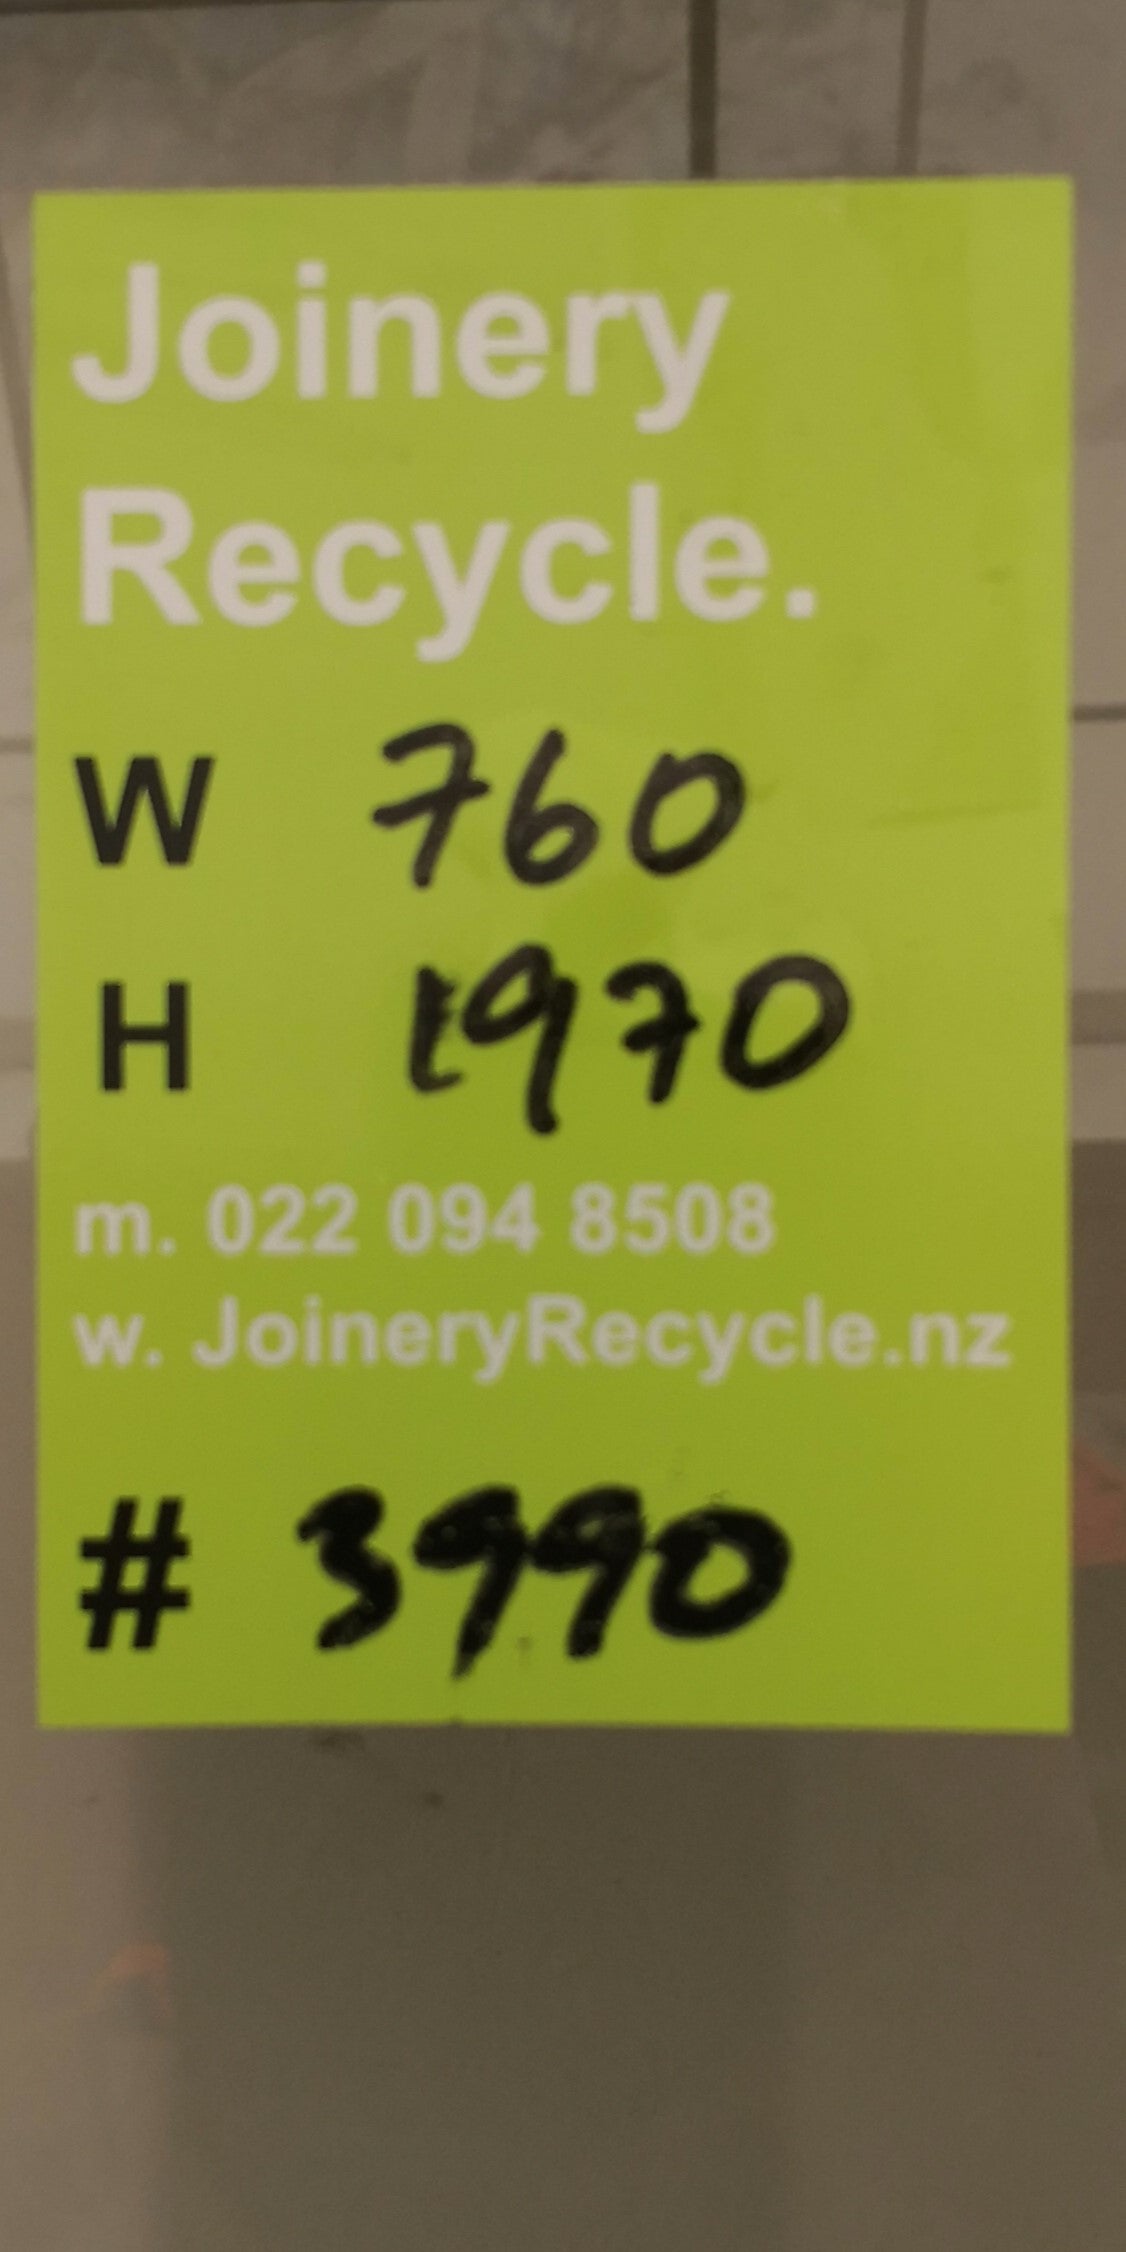 Joinery
Recycle.
W 760
H 1970
m. 022 094 8508
w. JoineryRecycle.nz
# 3990